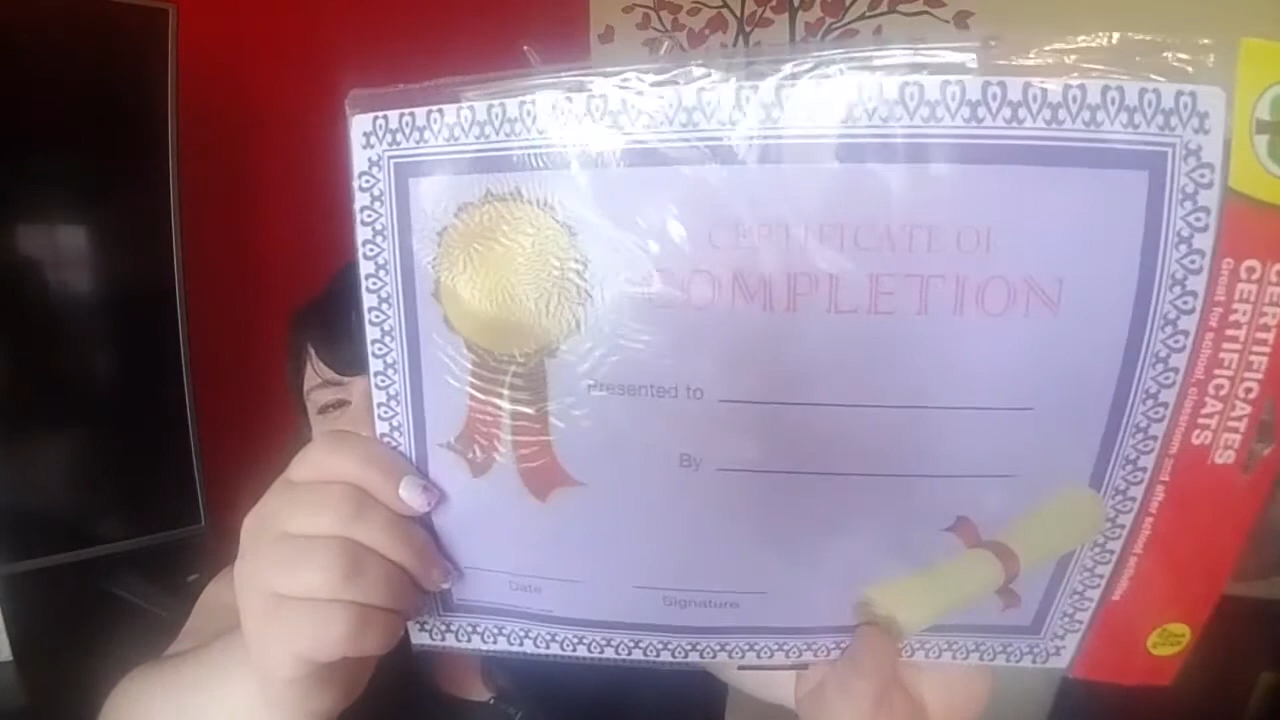 CERTIFICATE OF
COMPLETION
Presented to
By
Date
Signature
CERTIFICATES
CERTIFICATS
Great for school, classroom and after school activities